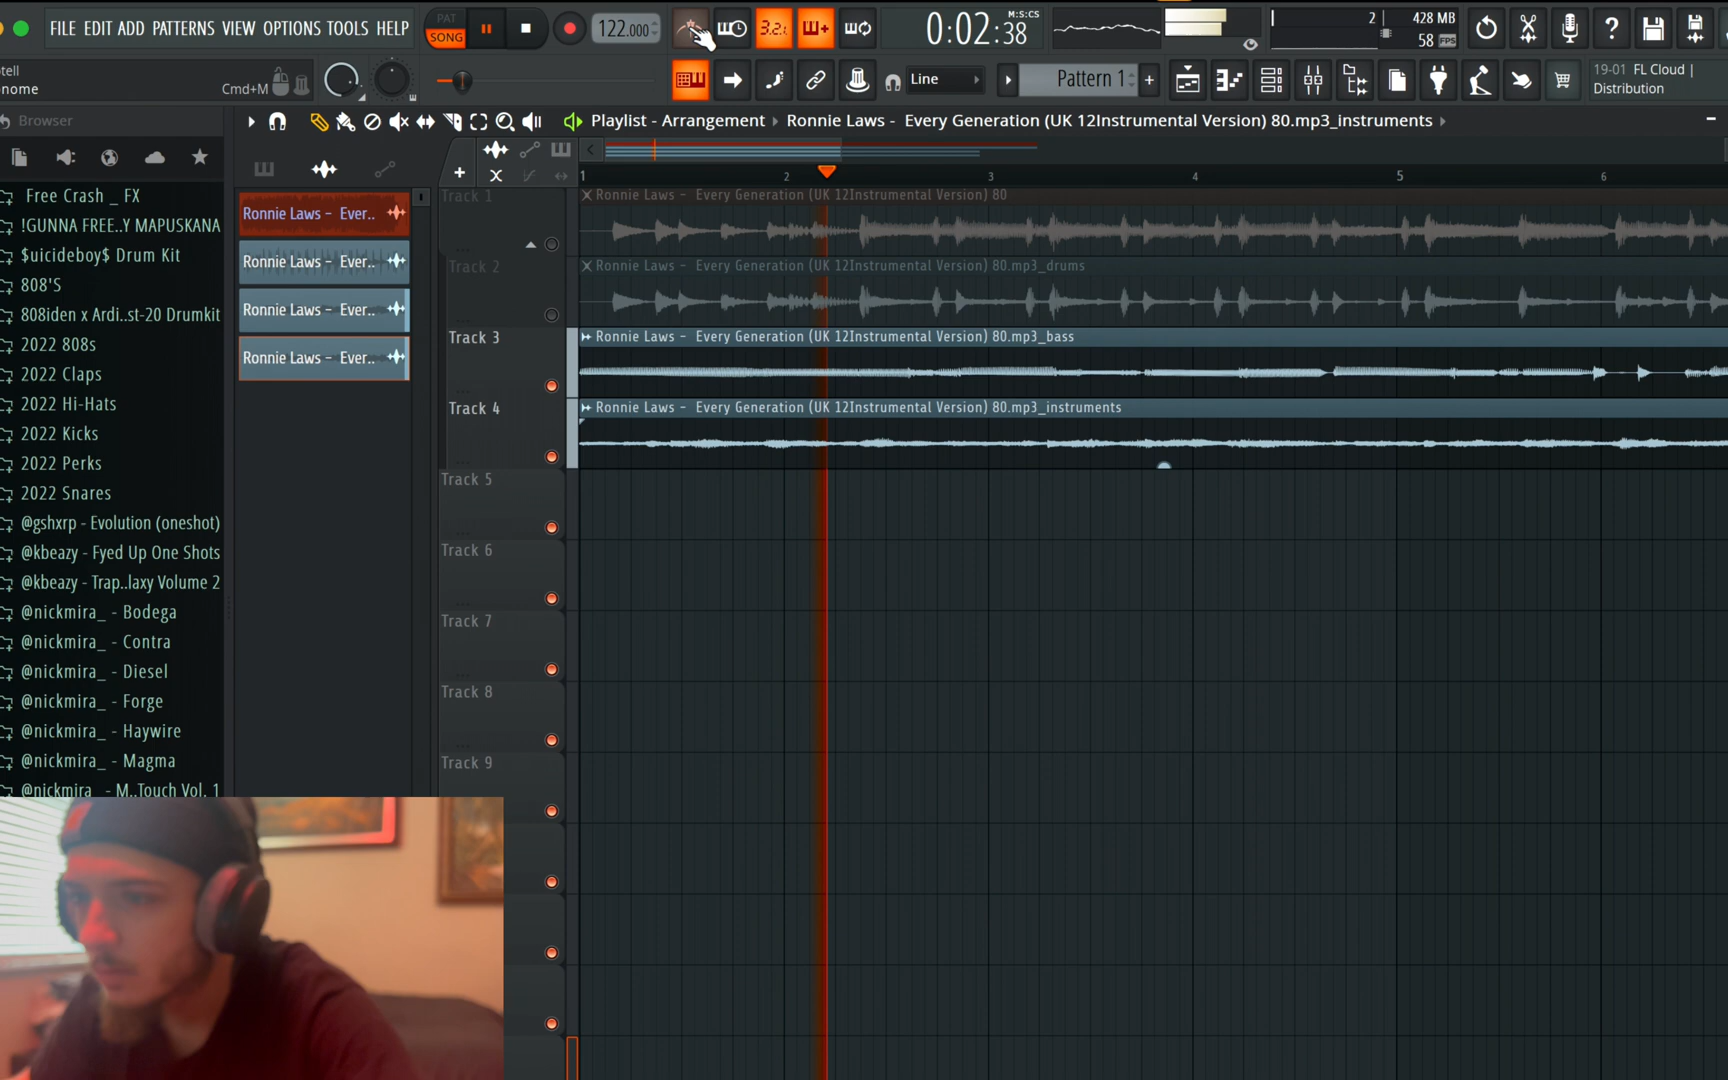 FILE EDIT ADD PATTERNS VIEW OPTIONS TOOLS HELP
PAT
SONG
122.000
3.2.
0:02:38
M:S:CS
2
428 MB
58 FPS
Cmd+M
Line
Pattern 1
19-01 FL Cloud |
Distribution
Browser
Playlist - Arrangement ▸ Ronnie Laws - Every Generation (UK 12Instrumental Version) 80.mp3_instruments
1 2 3 4 5 6
Free Crash _ FX
!GUNNA FREE..Y MAPUSKANA
$uicideboy$ Drum Kit
808'S
808iden x Ardi..st-20 Drumkit
2022 808s
2022 Claps
2022 Hi-Hats
2022 Kicks
2022 Perks
2022 Snares
@gshxrp - Evolution (oneshot)
@kbeazy - Fyed Up One Shots
@kbeazy - Trap..laxy Volume 2
@nickmira_ - Bodega
@nickmira_ - Contra
@nickmira_ - Diesel
@nickmira_ - Forge
@nickmira_ - Haywire
@nickmira_ - Magma
@nickmira_ - M..Touch Vol. 1
Ronnie Laws - Ever..
Ronnie Laws - Ever..
Ronnie Laws - Ever..
Ronnie Laws - Ever..
Track 1
Ronnie Laws - Every Generation (UK 12Instrumental Version) 80
Track 2
Ronnie Laws - Every Generation (UK 12Instrumental Version) 80.mp3_drums
Track 3
Ronnie Laws - Every Generation (UK 12Instrumental Version) 80.mp3_bass
Track 4
Ronnie Laws - Every Generation (UK 12Instrumental Version) 80.mp3_instruments
Track 5
Track 6
Track 7
Track 8
Track 9